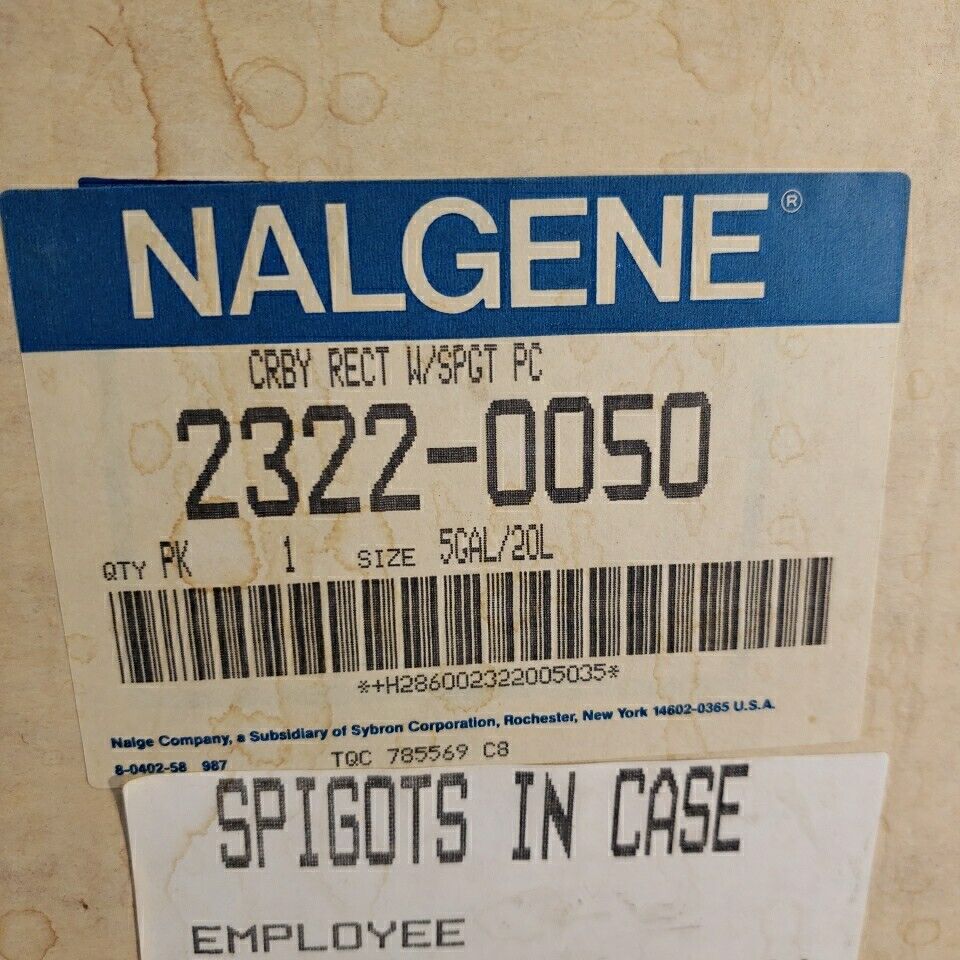 NALGENE®
CRBY RECT W/SPGT PC
2322-0050
QTY PK 1 SIZE 5GAL/20L
*+H286002322005035*
Nalge Company, a Subsidiary of Sybron Corporation, Rochester, New York 14602-0365 U.S.A.
8-0402-58 987 TQC 785569 C8
SPIGOTS IN CASE
EMPLOYEE